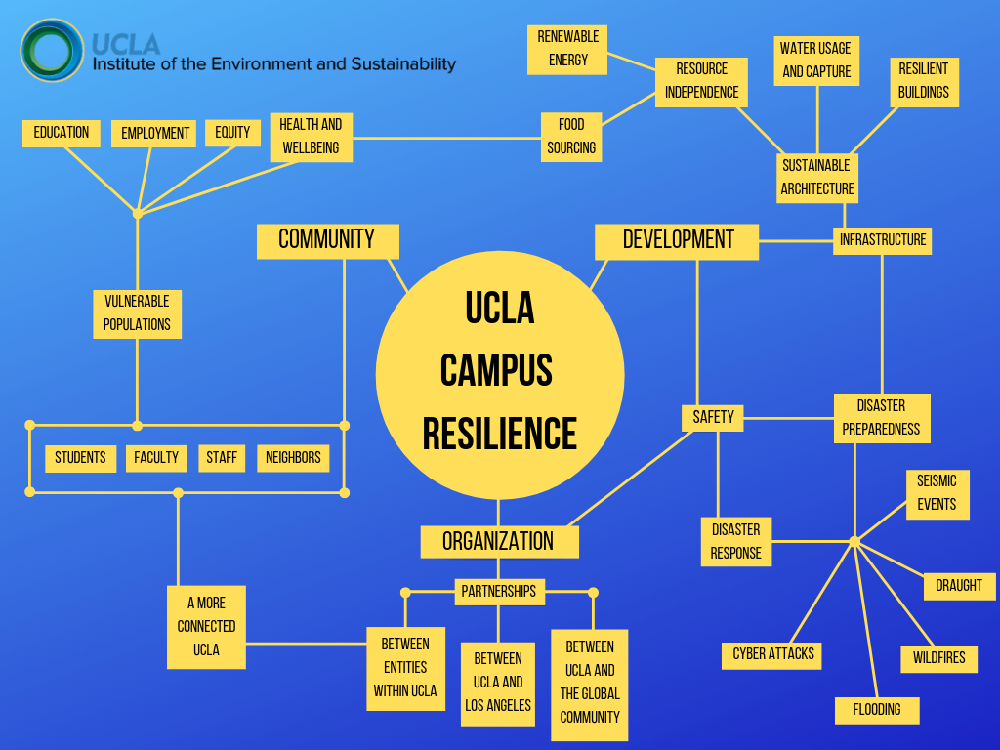 UCLA
Institute of the Environment and Sustainability
RENEWABLE
ENERGY
RESOURCE
INDEPENDENCE
WATER USAGE
AND CAPTURE
RESILIENT
BUILDINGS
EDUCATION
EMPLOYMENT
EQUITY
HEALTH AND
WELLBEING
FOOD
SOURCING
SUSTAINABLE
ARCHITECTURE
COMMUNITY
DEVELOPMENT
INFRASTRUCTURE
VULNERABLE
POPULATIONS
UCLA
CAMPUS
RESILIENCE
SAFETY
DISASTER
PREPAREDNESS
STUDENTS
FACULTY
STAFF
NEIGHBORS
SEISMIC
EVENTS
ORGANIZATION
DISASTER
RESPONSE
DRAUGHT
PARTNERSHIPS
A MORE
CONNECTED
UCLA
BETWEEN
ENTITIES
WITHIN UCLA
BETWEEN
UCLA AND
LOS ANGELES
BETWEEN
UCLA AND
THE GLOBAL
COMMUNITY
CYBER ATTACKS
WILDFIRES
FLOODING